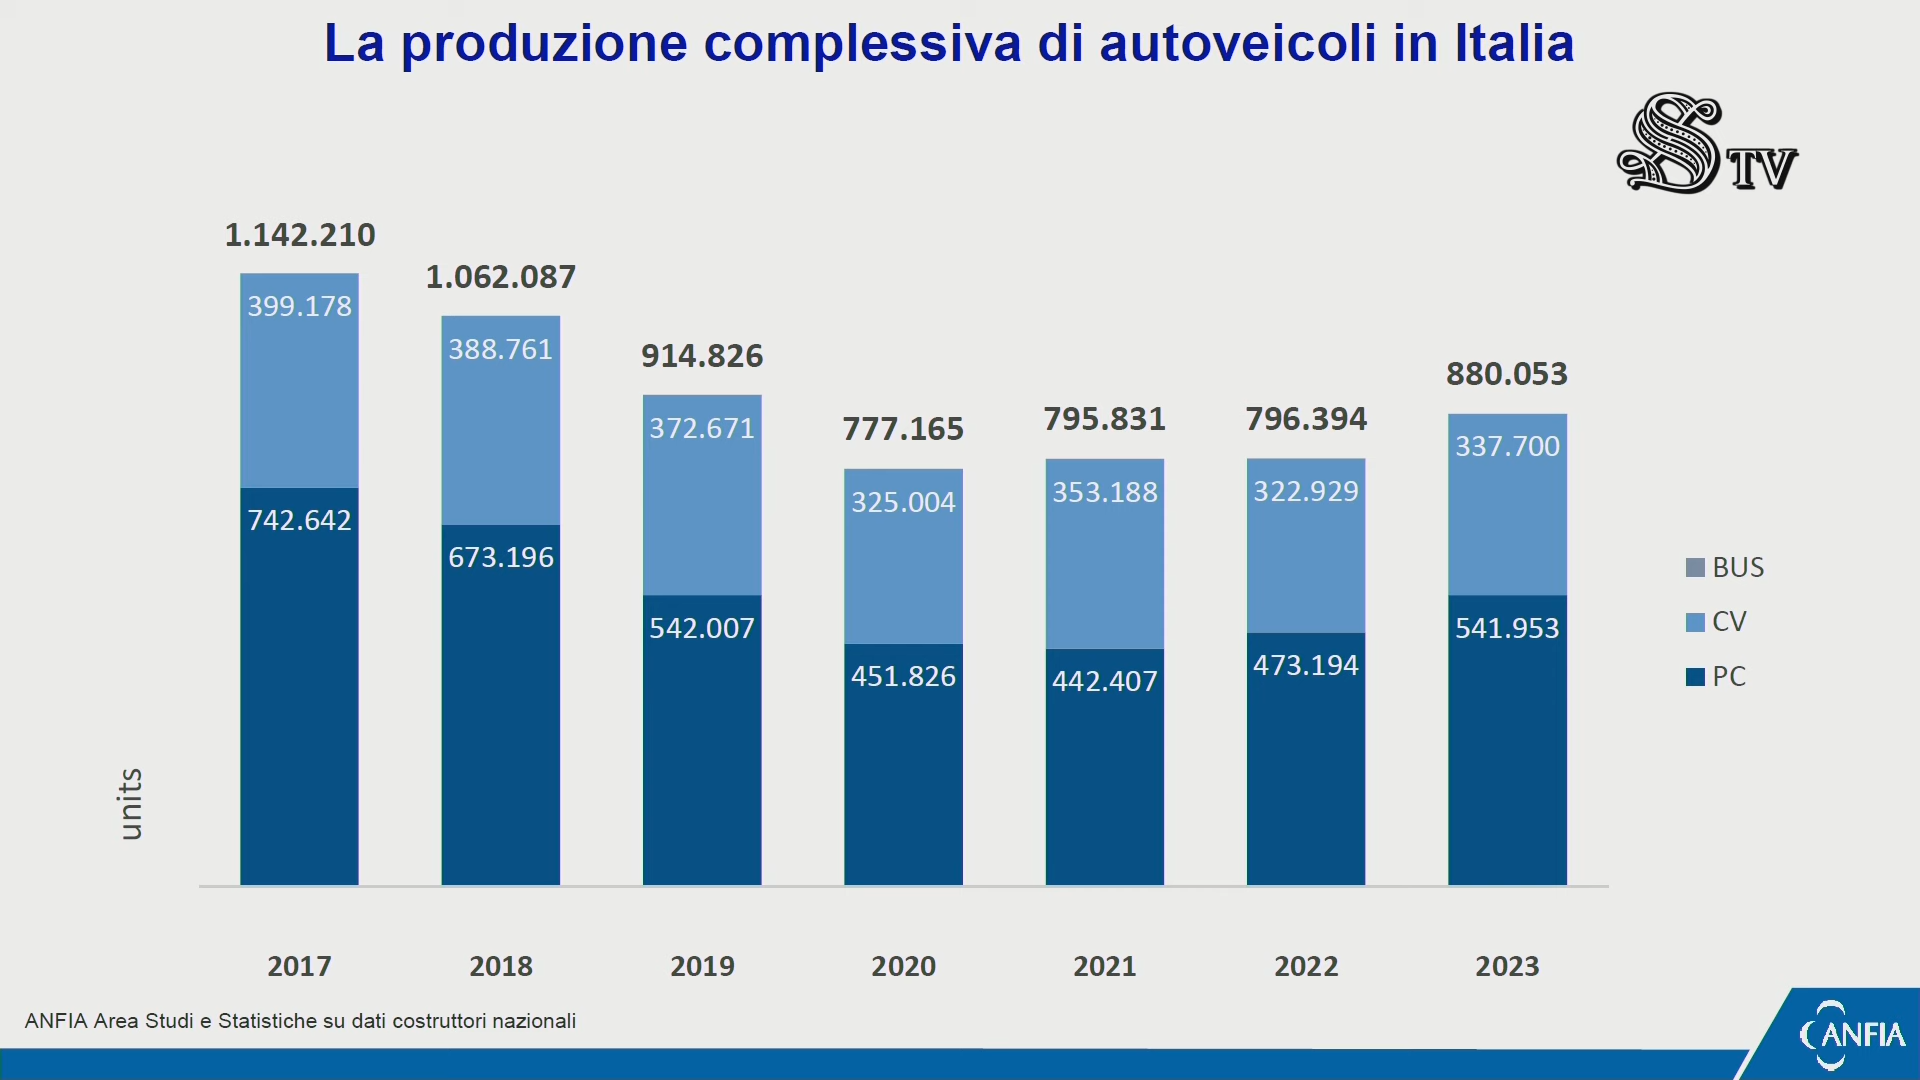 La produzione complessiva di autoveicoli in Italia
S TV
1.142.210
1.062.087
914.826
777.165
795.831
796.394
880.053
399.178
388.761
372.671
325.004
353.188
322.929
337.700
742.642
673.196
542.007
451.826
442.407
473.194
541.953
BUS
CV
PC
units
2017 2018 2019 2020 2021 2022 2023
ANFIA Area Studi e Statistiche su dati costruttori nazionali
ANFIA